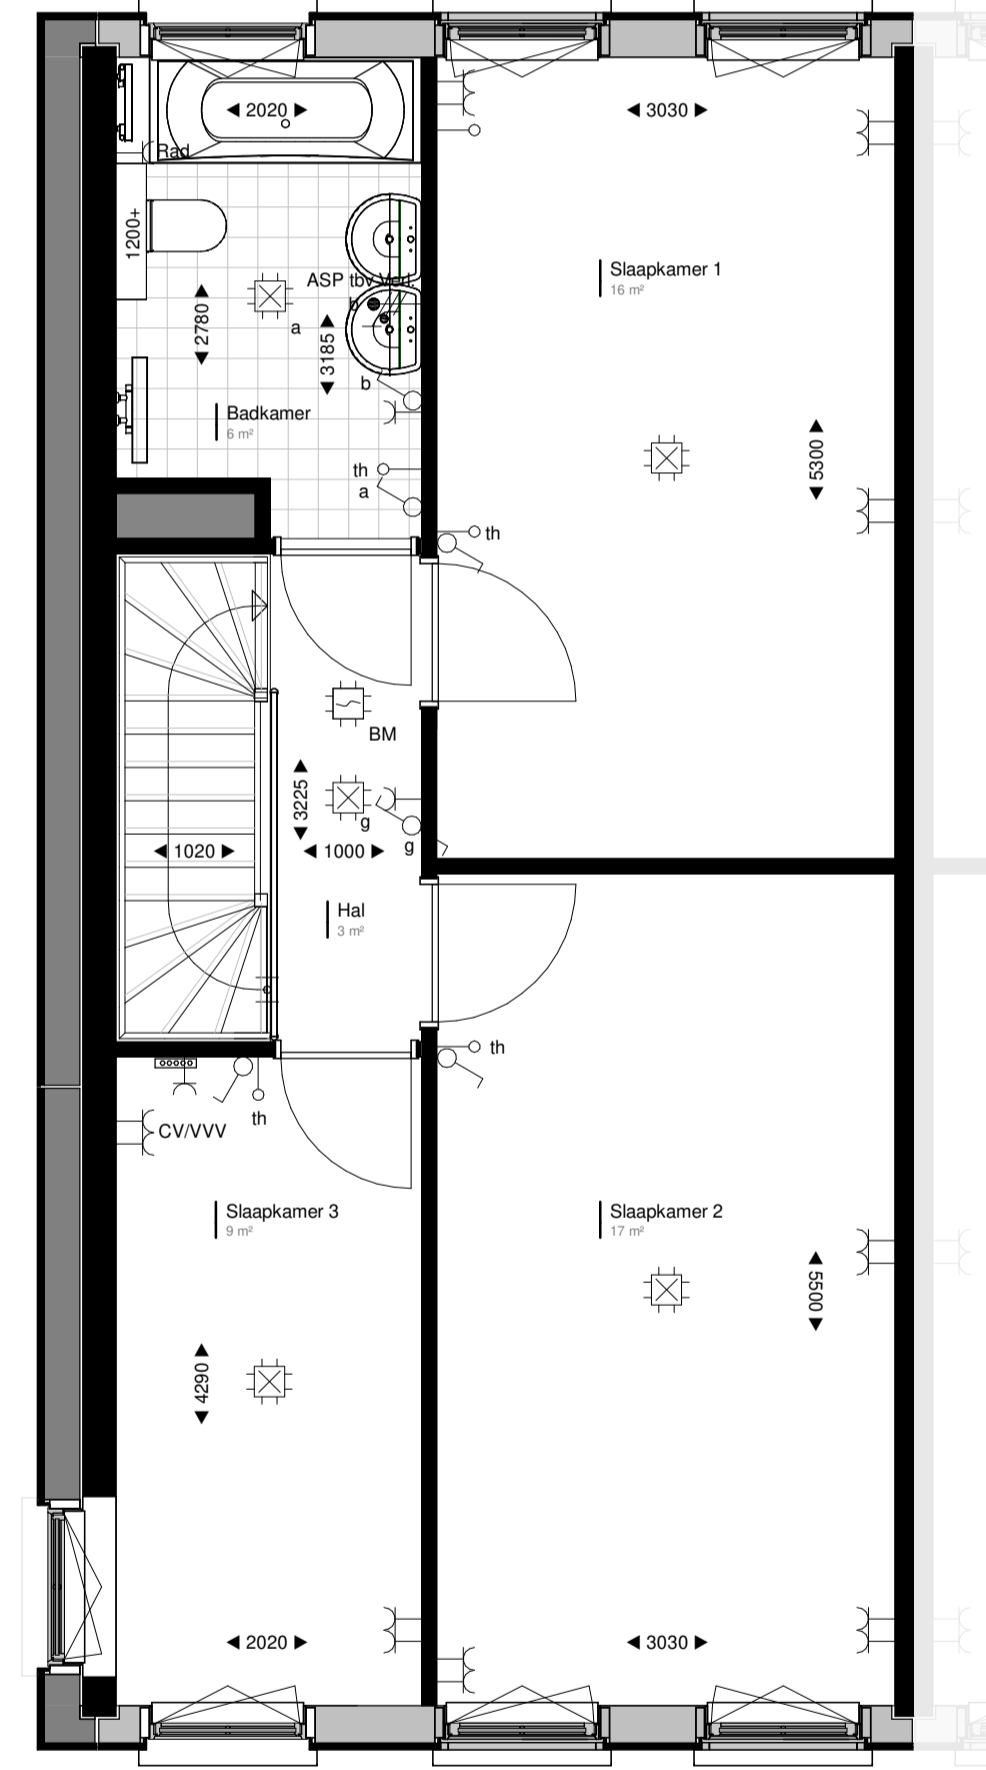 2020
3030
Rad
1200+
Slaapkamer 1
16 m²
ASP tbv Verl.
b
a
2780
3185
b
Badkamer
6 m²
5300
th
a
th
BM
3225
g
g
1020
1000
Hal
3 m²
th
th
CV/VVV
Slaapkamer 3
9 m²
Slaapkamer 2
17 m²
5500
4290
2020
3030